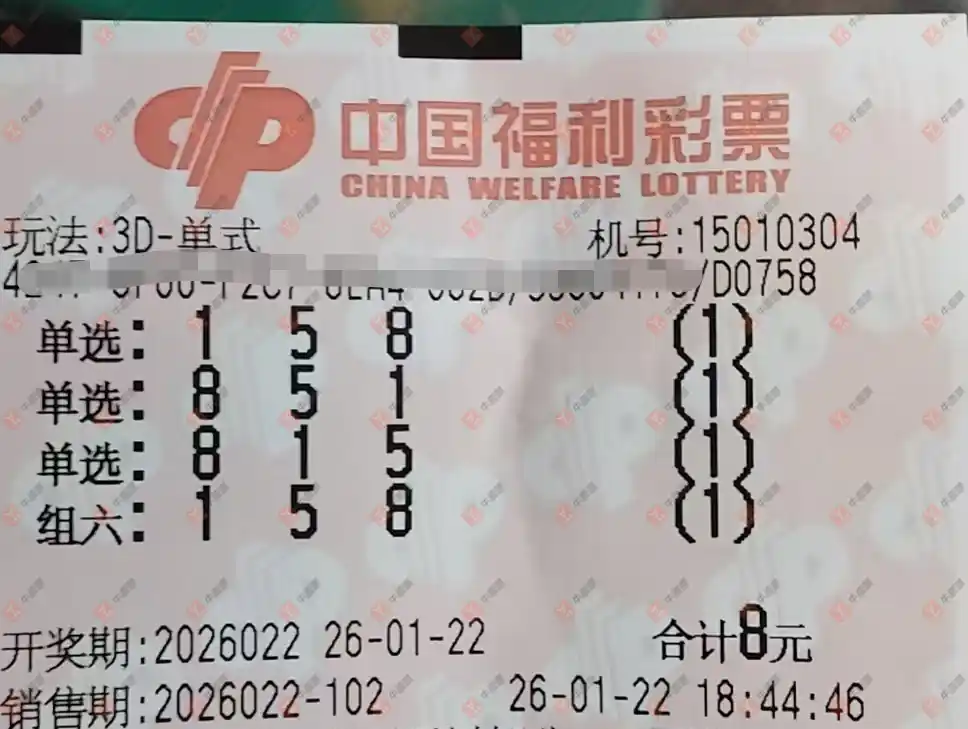 中国福利彩票
CHINA WELFARE LOTTERY
玩法:3D-单式 机号:15010304
/D0758
单选: 1 5 8 (1)
单选: 8 5 1 (1)
单选: 8 1 5 (1)
组六: 1 5 8 (1)
开奖期:2026022 26-01-22 合计8元
销售期:2026022-102 26-01-22 18:44:46